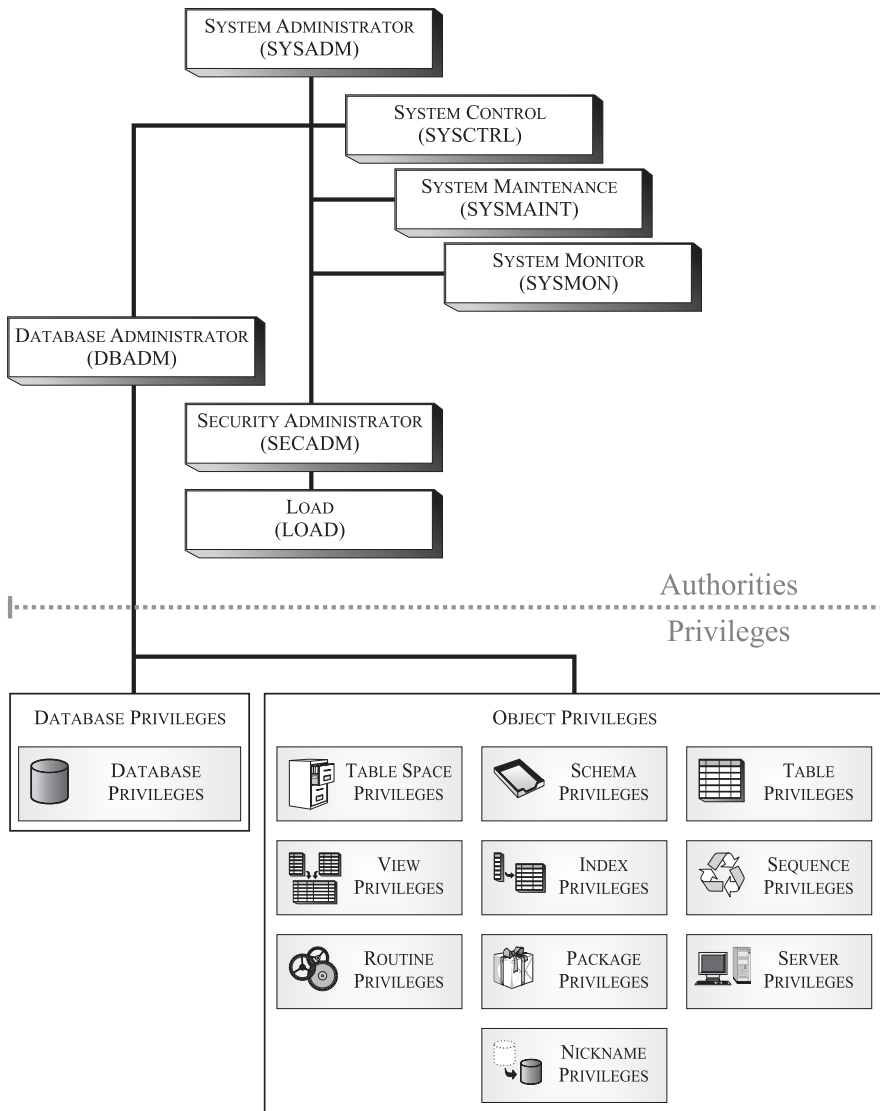 SYSTEM ADMINISTRATOR
(SYSADM)
SYSTEM CONTROL
(SYSCTRL)
SYSTEM MAINTENANCE
(SYSMAINT)
SYSTEM MONITOR
(SYSMON)
DATABASE ADMINISTRATOR
(DBADM)
SECURITY ADMINISTRATOR
(SECADM)
LOAD
(LOAD)
Authorities
Privileges
DATABASE PRIVILEGES
DATABASE
PRIVILEGES
OBJECT PRIVILEGES
TABLE SPACE
PRIVILEGES
SCHEMA
PRIVILEGES
TABLE
PRIVILEGES
VIEW
PRIVILEGES
INDEX
PRIVILEGES
SEQUENCE
PRIVILEGES
ROUTINE
PRIVILEGES
PACKAGE
PRIVILEGES
SERVER
PRIVILEGES
NICKNAME
PRIVILEGES